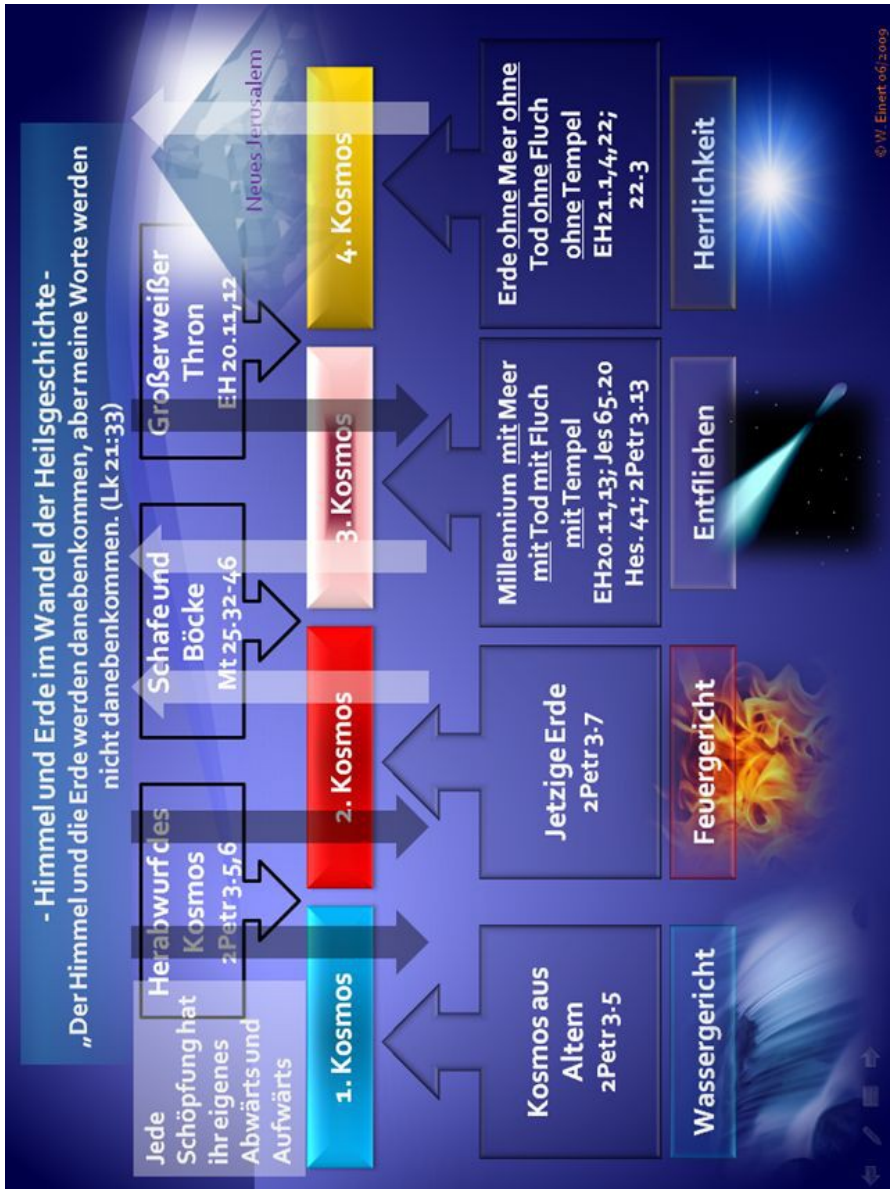 - Himmel und Erde im Wandel der Heilsgeschichte -
„Der Himmel und die Erde werden danebenkommen, aber meine Worte werden
nicht danebenkommen. (Lk 21:33)
Jede
Schöpfung hat
ihr eigenes
Abwärts und
Aufwärts
Herabwurf des
Kosmos
2Petr 3.5,6
Schafe und
Böcke
Mt 25.32-46
Großer weißer
Thron
EH 20.11,12
Neues Jerusalem
1. Kosmos
2. Kosmos
3. Kosmos
4. Kosmos
Kosmos aus
Altem
2Petr 3.5
Jetzige Erde
2Petr 3.7
Millennium mit Meer
mit Tod mit Fluch
mit Tempel
EH20.11,13; Jes 65.20
Hes. 41; 2Petr 3.13
Erde ohne Meer ohne
Tod ohne Fluch
ohne Tempel
EH21.1,4,22;
22.3
Wassergericht
Feuergericht
Entfliehen
Herrlichkeit
© W. Einert 06/2009